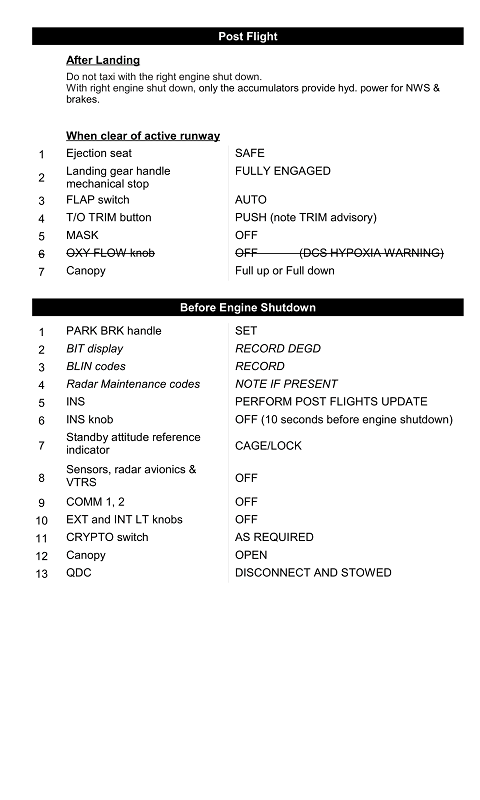 Post Flight
After Landing
Do not taxi with the right engine shut down.
With right engine shut down, only the accumulators provide hyd. power for NWS &
brakes.
When clear of active runway
1 Ejection seat SAFE
2 Landing gear handle mechanical stop FULLY ENGAGED
3 FLAP switch AUTO
4 T/O TRIM button PUSH (note TRIM advisory)
5 MASK OFF
6 OXY FLOW knob OFF (DCS HYPOXIA WARNING)
7 Canopy Full up or Full down
Before Engine Shutdown
1 PARK BRK handle SET
2 BIT display RECORD DEGD
3 BLIN codes RECORD
4 Radar Maintenance codes NOTE IF PRESENT
5 INS PERFORM POST FLIGHTS UPDATE
6 INS knob OFF (10 seconds before engine shutdown)
7 Standby attitude reference indicator CAGE/LOCK
8 Sensors, radar avionics & VTRS OFF
9 COMM 1, 2 OFF
10 EXT and INT LT knobs OFF
11 CRYPTO switch AS REQUIRED
12 Canopy OPEN
13 QDC DISCONNECT AND STOWED